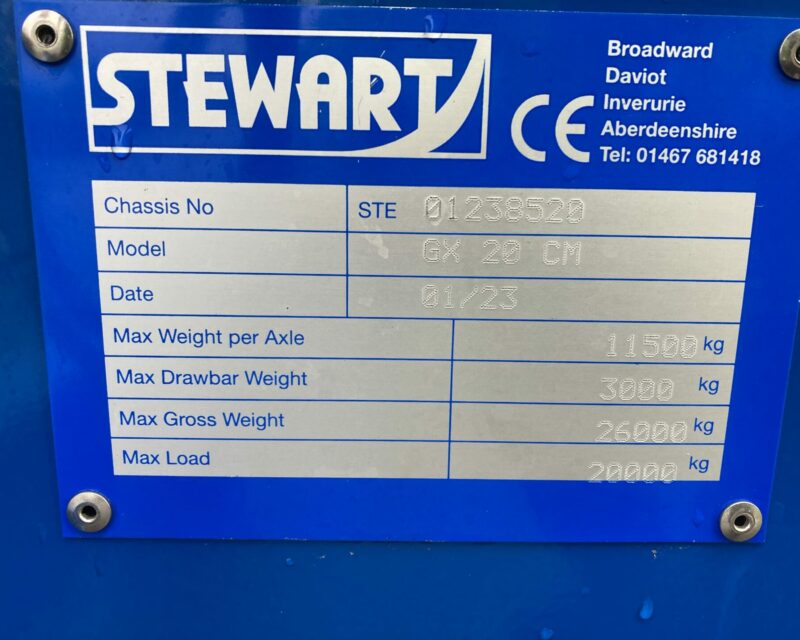 STEWART
CE
Broadward
Daviot
Inverurie
Aberdeenshire
Tel: 01467 681418
Chassis No STE 01238520
Model GX 20 CM
Date 01/23
Max Weight per Axle 11500 kg
Max Drawbar Weight 3000 kg
Max Gross Weight 26000 kg
Max Load 20000 kg